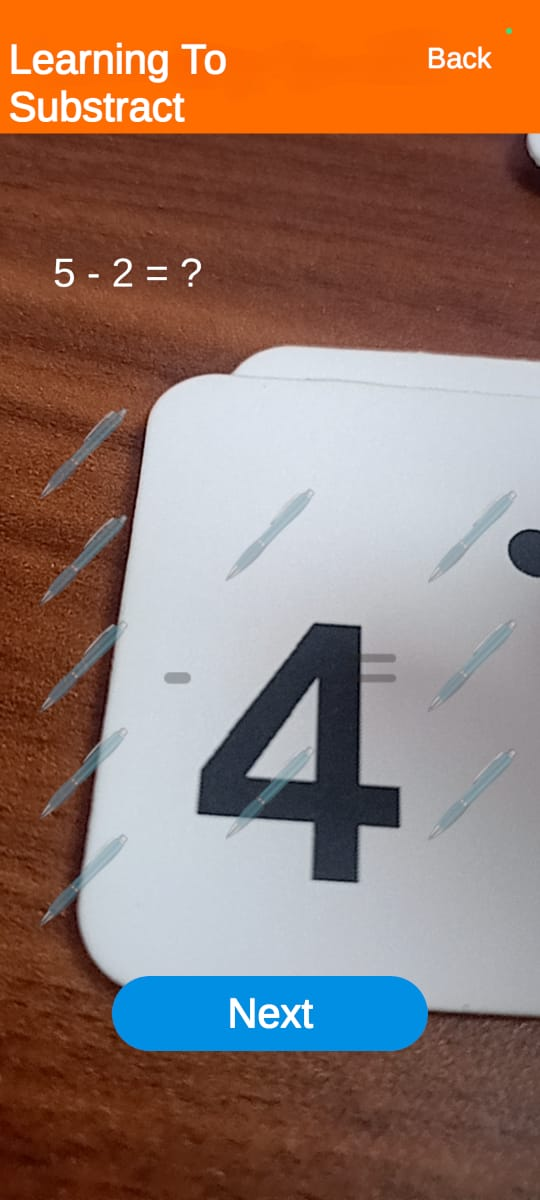 Learning To
Back
Substract
5 - 2 = ?
- =
4
Next